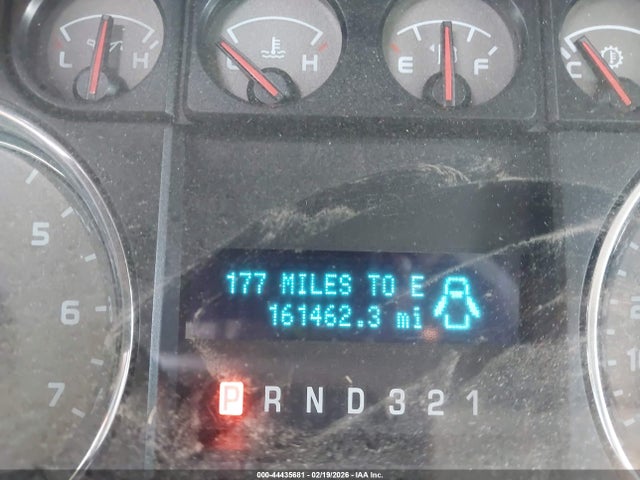 L H
C H
E F
C
5
6
7
177 MILES TO E
161462.3 mi
P R N D 3 2 1
000-44435681 - 02/19/2026 - IAA Inc.